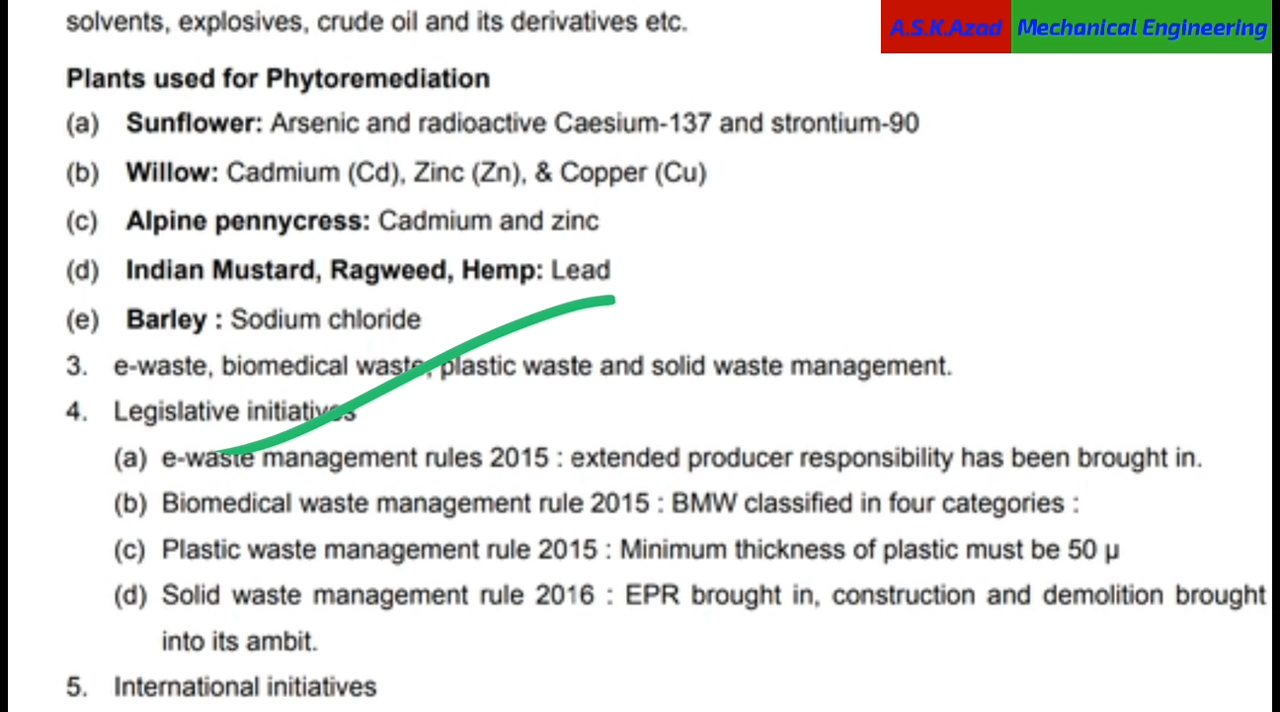 solvents, explosives, crude oil and its derivatives etc.
A.S.K.Azad Mechanical Engineering
Plants used for Phytoremediation
(a) Sunflower: Arsenic and radioactive Caesium-137 and strontium-90
(b) Willow: Cadmium (Cd), Zinc (Zn), & Copper (Cu)
(c) Alpine pennycress: Cadmium and zinc
(d) Indian Mustard, Ragweed, Hemp: Lead
(e) Barley : Sodium chloride
3. e-waste, biomedical waste, plastic waste and solid waste management.
4. Legislative initiatives
(a) e-waste management rules 2015 : extended producer responsibility has been brought in.
(b) Biomedical waste management rule 2015 : BMW classified in four categories :
(c) Plastic waste management rule 2015 : Minimum thickness of plastic must be 50 µ
(d) Solid waste management rule 2016 : EPR brought in, construction and demolition brought
into its ambit.
5. International initiatives